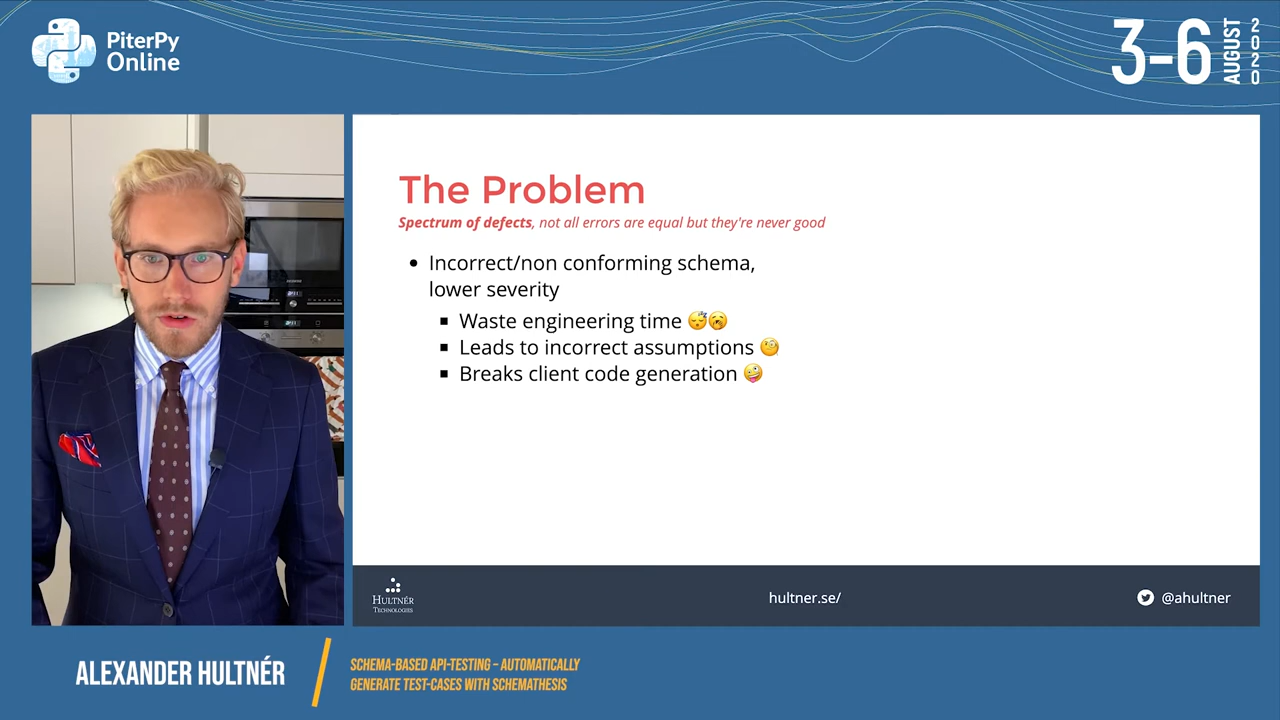 PiterPy
Online
3-6
AUGUST
2020
The Problem
Spectrum of defects, not all errors are equal but they're never good
• Incorrect/non conforming schema,
lower severity
▪ Waste engineering time 😴🥱
▪ Leads to incorrect assumptions 🧐
▪ Breaks client code generation 🤪
HULTNÉR
TECHNOLOGIES
hultner.se/
@ahultner
ALEXANDER HULTNÉR
SCHEMA-BASED API-TESTING – AUTOMATICALLY
GENERATE TEST-CASES WITH SCHEMATHESIS